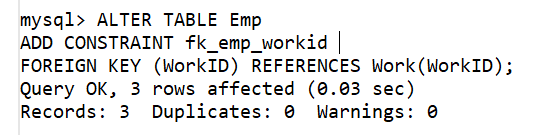 mysql> ALTER TABLE Emp
ADD CONSTRAINT fk_emp_workid
FOREIGN KEY (WorkID) REFERENCES Work(WorkID);
Query OK, 3 rows affected (0.03 sec)
Records: 3  Duplicates: 0  Warnings: 0